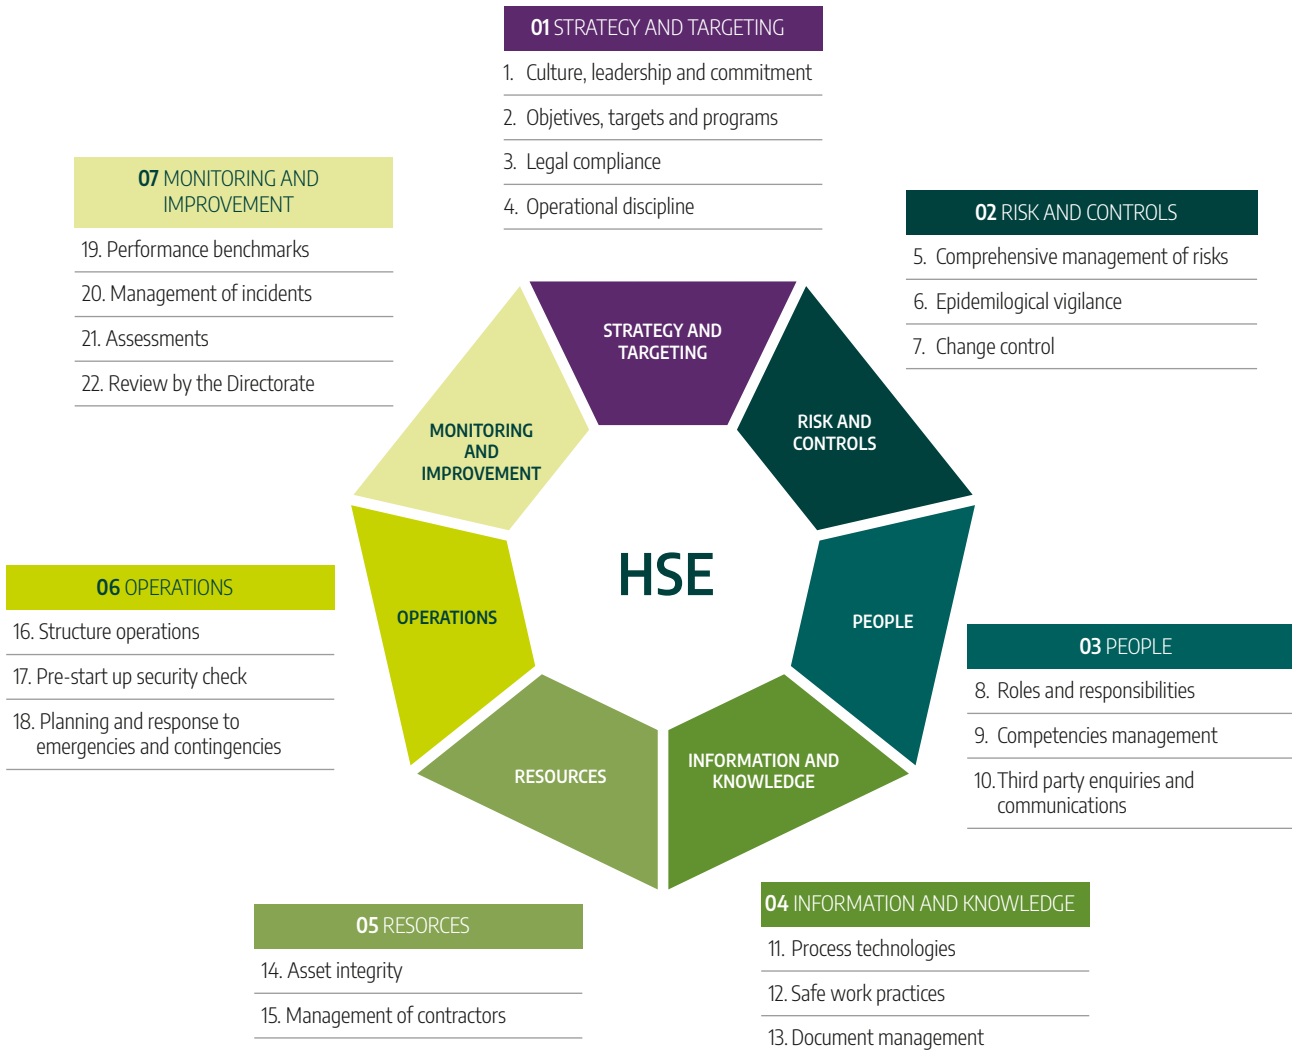 01 STRATEGY AND TARGETING
1. Culture, leadership and commitment
2. Objetives, targets and programs
3. Legal compliance
4. Operational discipline
07 MONITORING AND
IMPROVEMENT
19. Performance benchmarks
20. Management of incidents
21. Assessments
22. Review by the Directorate
02 RISK AND CONTROLS
5. Comprehensive management of risks
6. Epidemilogical vigilance
7. Change control
STRATEGY AND
TARGETING
RISK AND
CONTROLS
MONITORING
AND
IMPROVEMENT
HSE
OPERATIONS
PEOPLE
RESOURCES
INFORMATION AND
KNOWLEDGE
06 OPERATIONS
16. Structure operations
17. Pre-start up security check
18. Planning and response to
emergencies and contingencies
03 PEOPLE
8. Roles and responsibilities
9. Competencies management
10. Third party enquiries and
communications
05 RESORCES
14. Asset integrity
15. Management of contractors
04 INFORMATION AND KNOWLEDGE
11. Process technologies
12. Safe work practices
13. Document management